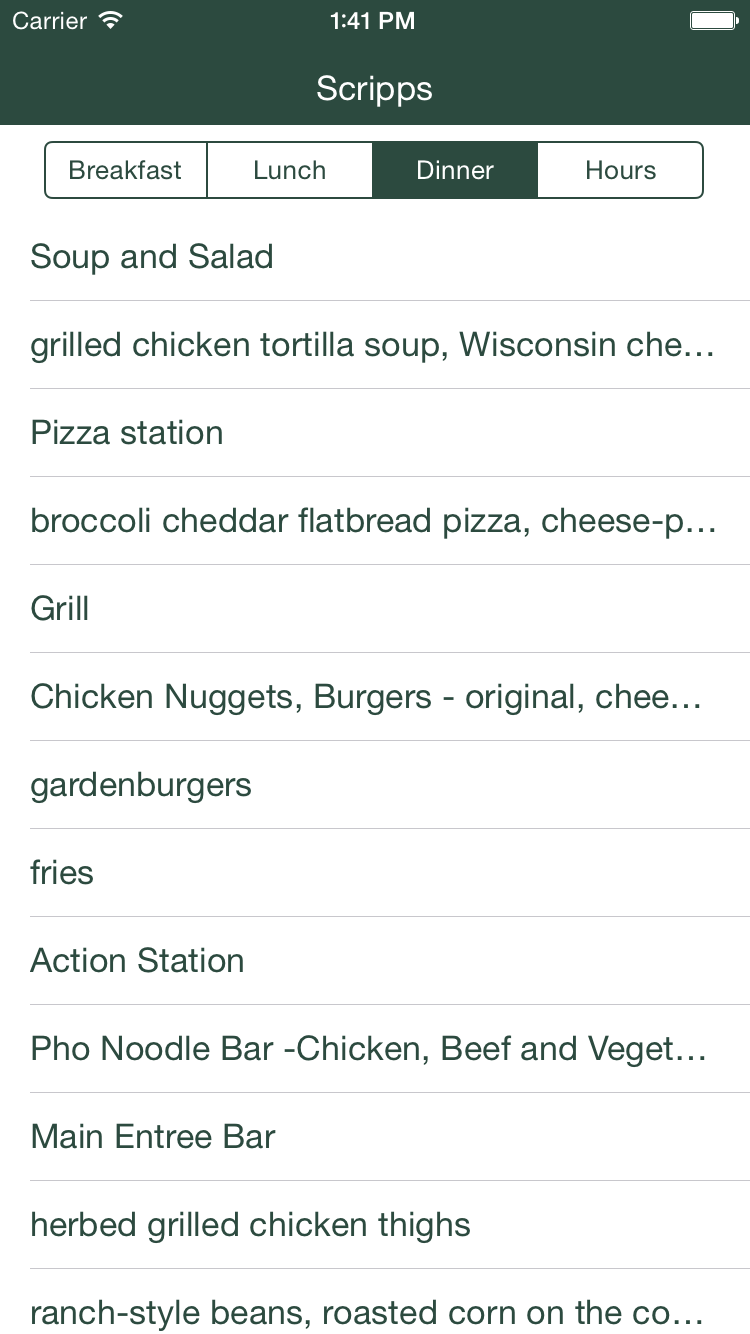 Carrier 1:41 PM
Scripps
Breakfast Lunch Dinner Hours
Soup and Salad
grilled chicken tortilla soup, Wisconsin che...
Pizza station
broccoli cheddar flatbread pizza, cheese-p...
Grill
Chicken Nuggets, Burgers - original, chee...
gardenburgers
fries
Action Station
Pho Noodle Bar -Chicken, Beef and Veget...
Main Entree Bar
herbed grilled chicken thighs
ranch-style beans, roasted corn on the co...